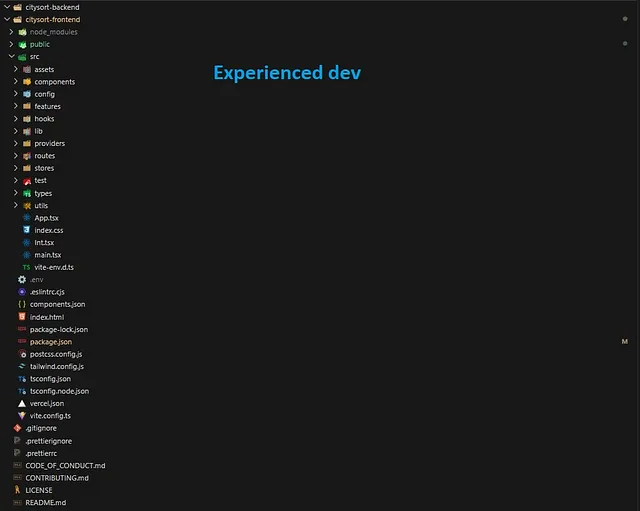 citysort-backend
citysort-frontend
node_modules
public
src
assets
Experienced dev
components
config
features
hooks
lib
providers
routes
stores
test
types
utils
App.tsx
index.css
Int.tsx
main.tsx
TS vite-env.d.ts
.env
.eslintrc.cjs
{ } components.json
index.html
package-lock.json
package.json M
postcss.config.js
tailwind.config.js
tsconfig.json
tsconfig.node.json
vercel.json
vite.config.ts
.gitignore
.prettierignore
.prettierrc
CODE_OF_CONDUCT.md
CONTRIBUTING.md
LICENSE
README.md